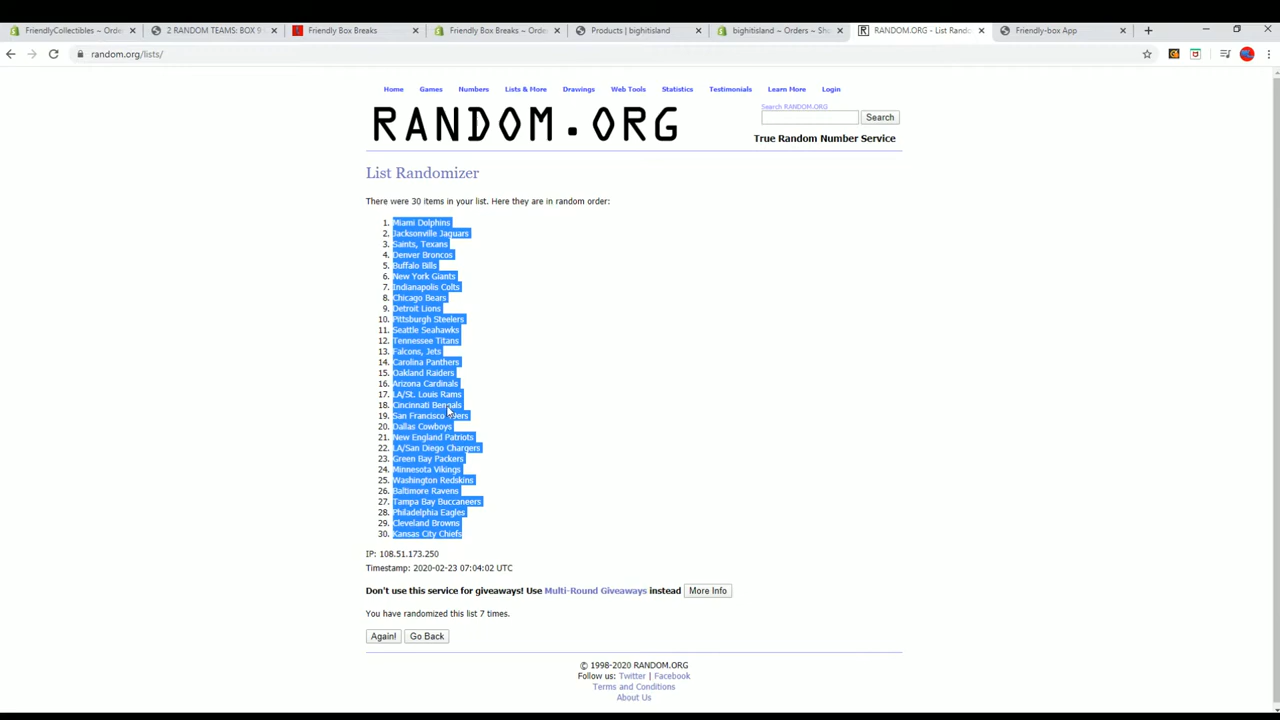 FriendlyCollectibles ~ Orde
2 RANDOM TEAMS: BOX 9
Friendly Box Breaks
Friendly Box Breaks ~ Orde
Products | bighitisland
bighitisland ~ Orders ~ Sh
RANDOM.ORG - List Rando
Friendly-box App
random.org/lists/
Home Games Numbers Lists & More Drawings Web Tools Statistics Testimonials Learn More Login
RANDOM.ORG
Search RANDOM.ORG
Search
True Random Number Service
List Randomizer
There were 30 items in your list. Here they are in random order:
1. Miami Dolphins
2. Jacksonville Jaguars
3. Saints, Texans
4. Denver Broncos
5. Buffalo Bills
6. New York Giants
7. Indianapolis Colts
8. Chicago Bears
9. Detroit Lions
10. Pittsburgh Steelers
11. Seattle Seahawks
12. Tennessee Titans
13. Falcons, Jets
14. Carolina Panthers
15. Oakland Raiders
16. Arizona Cardinals
17. LA/St. Louis Rams
18. Cincinnati Bengals
19. San Francisco
20. Dallas Cowboys
21. New England Patriots
22. LA/San Diego Chargers
23. Green Bay Packers
24. Minnesota Vikings
25. Washington Redskins
26. Baltimore Ravens
27. Tampa Bay Buccaneers
28. Philadelphia Eagles
29. Cleveland Browns
30. Kansas City Chiefs
IP: 108.51.173.250
Timestamp: 2020-02-23 07:04:02 UTC
Don't use this service for giveaways! Use Multi-Round Giveaways instead More Info
You have randomized this list 7 times.
Again! Go Back
© 1998-2020 RANDOM.ORG
Follow us: Twitter | Facebook
Terms and Conditions
About Us